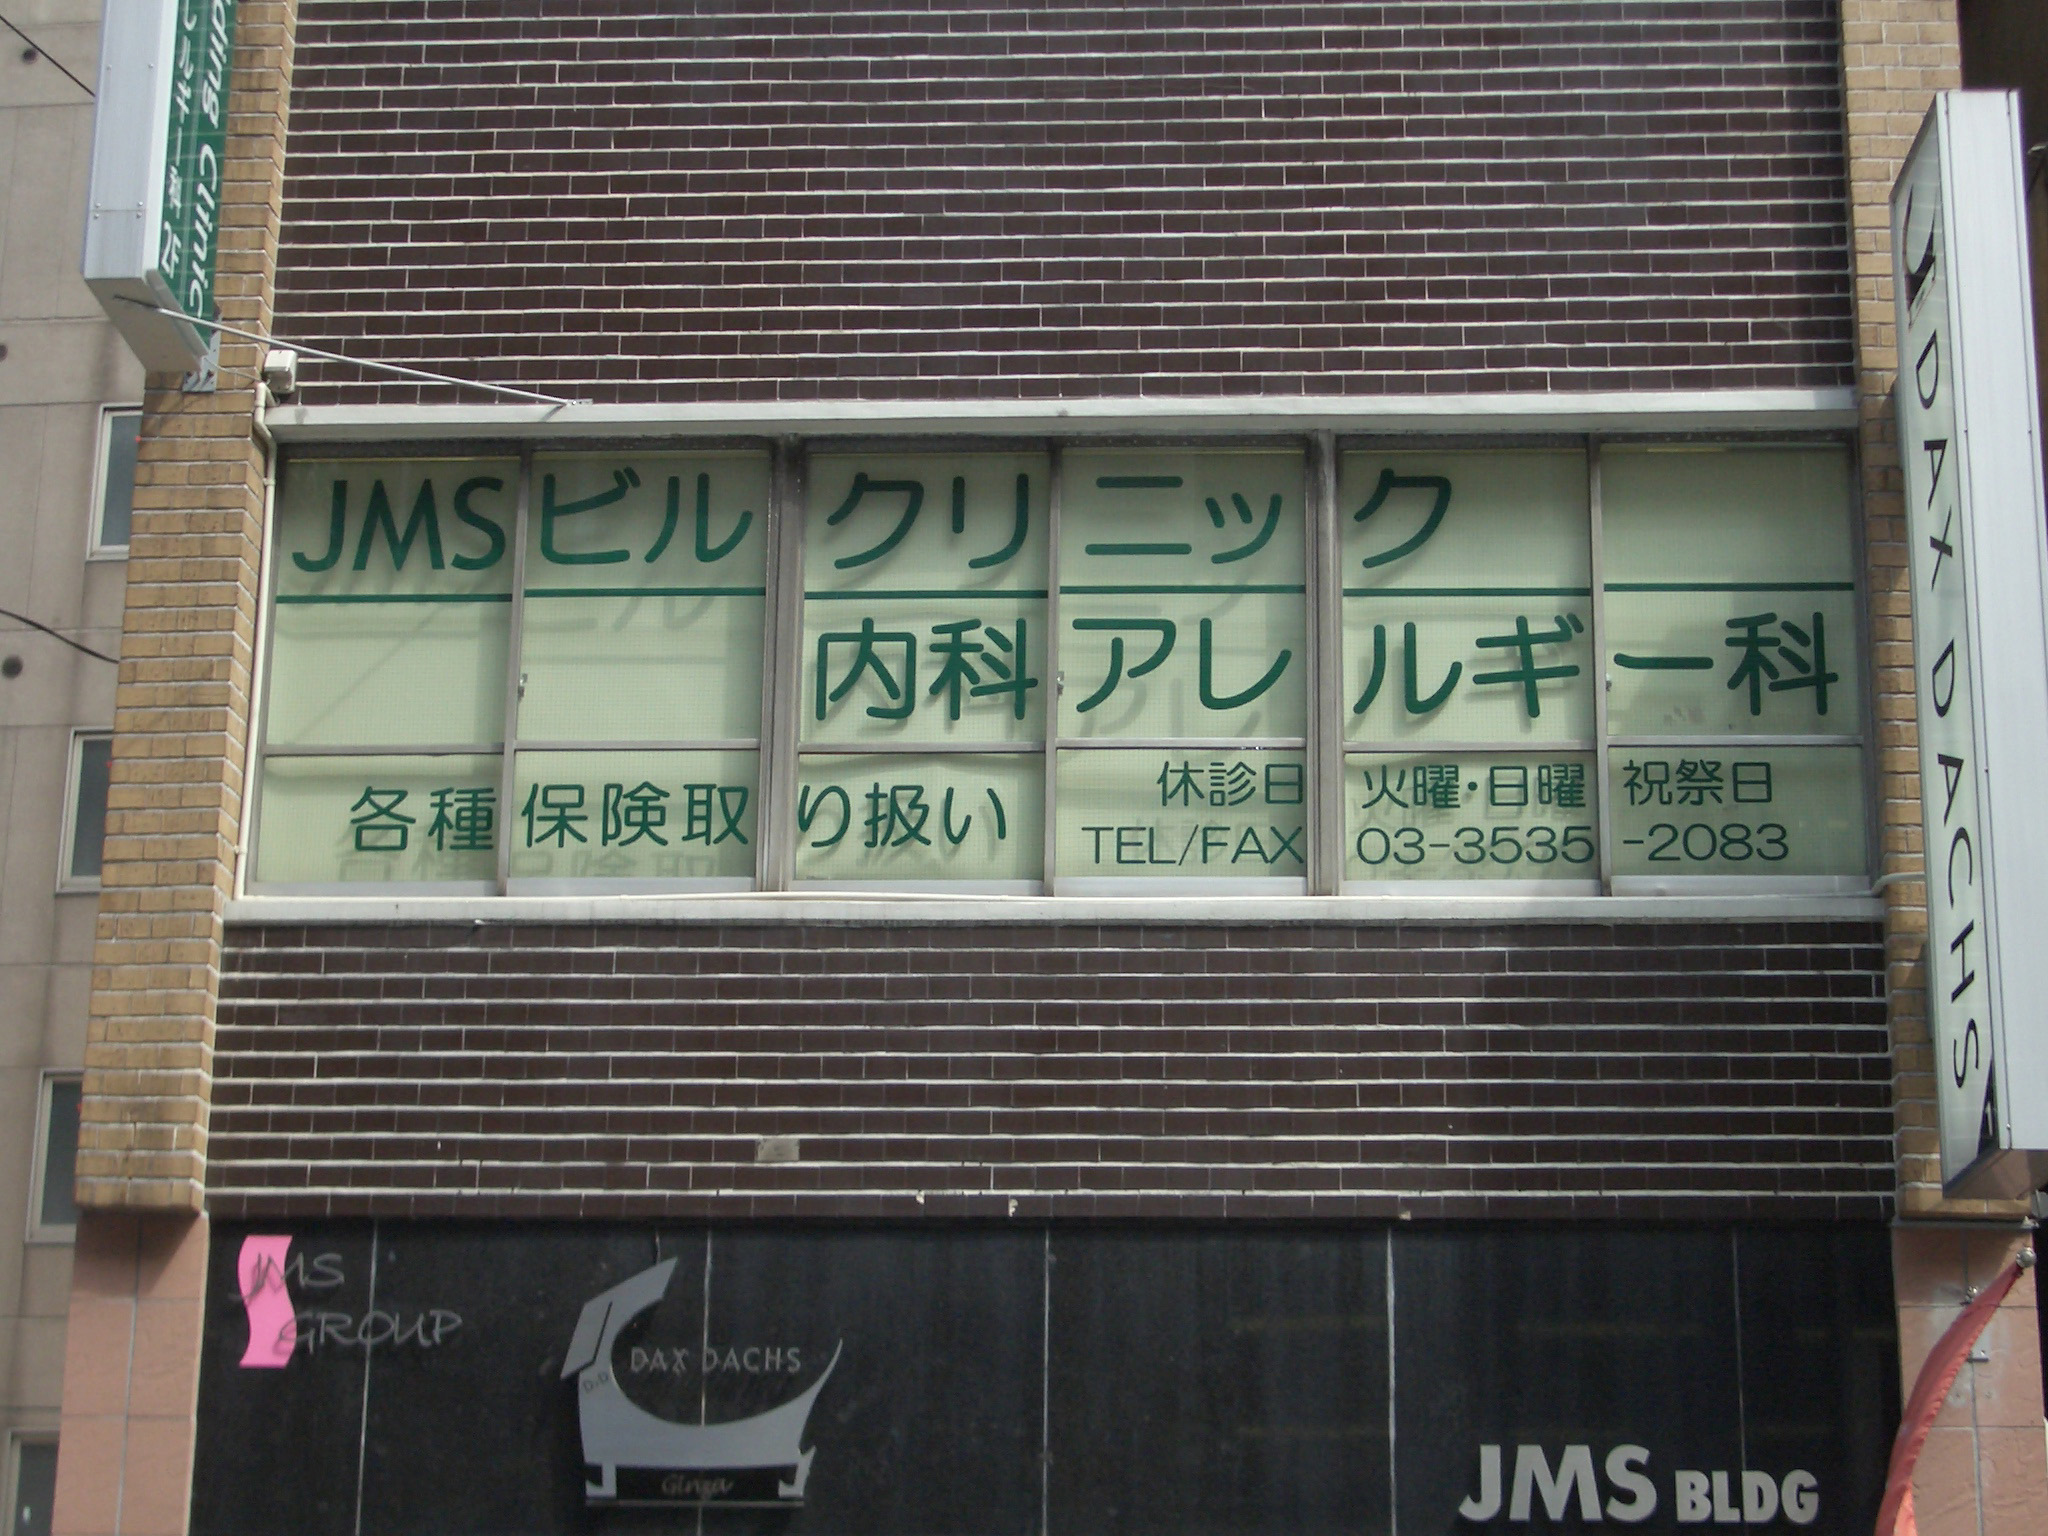 JMSビルクリニック
内科アレルギー科
各種保険取り扱い
休診日 火曜・日曜 祝祭日
TEL/FAX 03-3535-2083
DAX DACHS
JMS
GROUP
DAX DACHS
D.D
Ginza
JMS BLDG